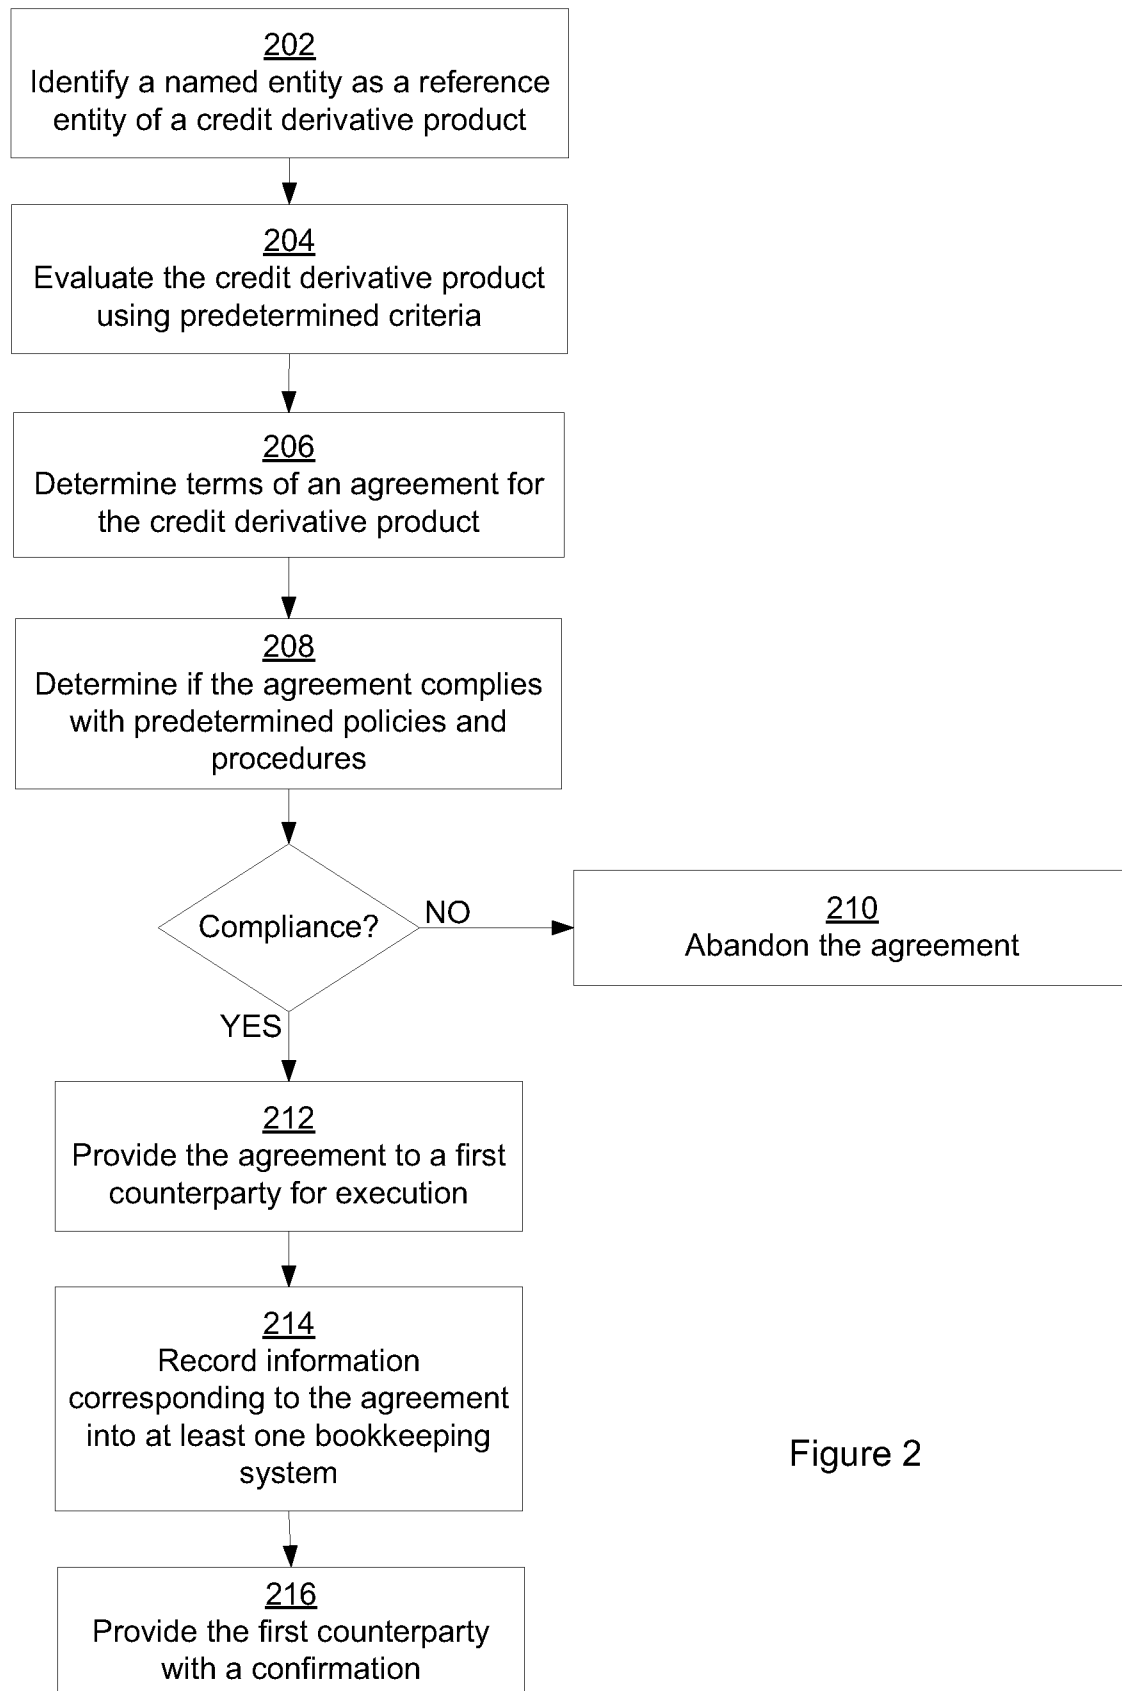 202
Identify a named entity as a reference
entity of a credit derivative product
204
Evaluate the credit derivative product
using predetermined criteria
206
Determine terms of an agreement for
the credit derivative product
208
Determine if the agreement complies
with predetermined policies and
procedures
Compliance?
NO
210
Abandon the agreement
YES
212
Provide the agreement to a first
counterparty for execution
214
Record information
corresponding to the agreement
into at least one bookkeeping
system
Figure 2
216
Provide the first counterparty
with a confirmation